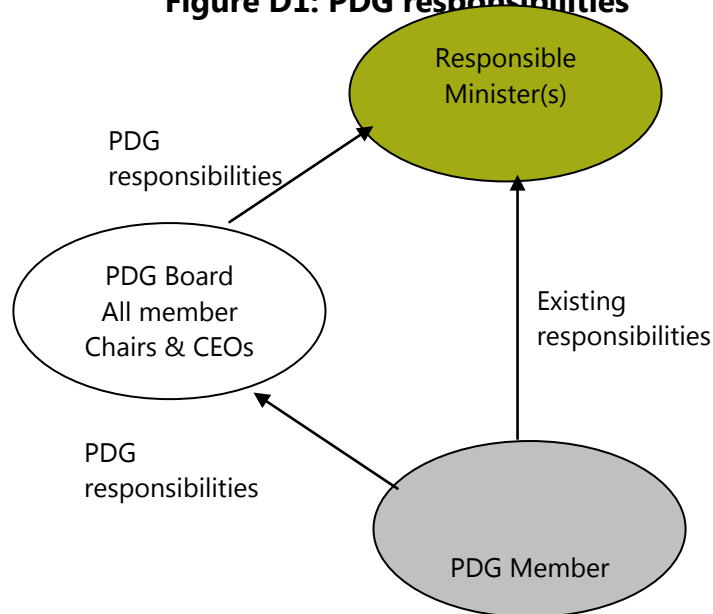 Figure D1: PDG responsibilities
Responsible
Minister(s)
PDG
responsibilities
PDG Board
All member
Chairs & CEOs
Existing
responsibilities
PDG
responsibilities
PDG Member